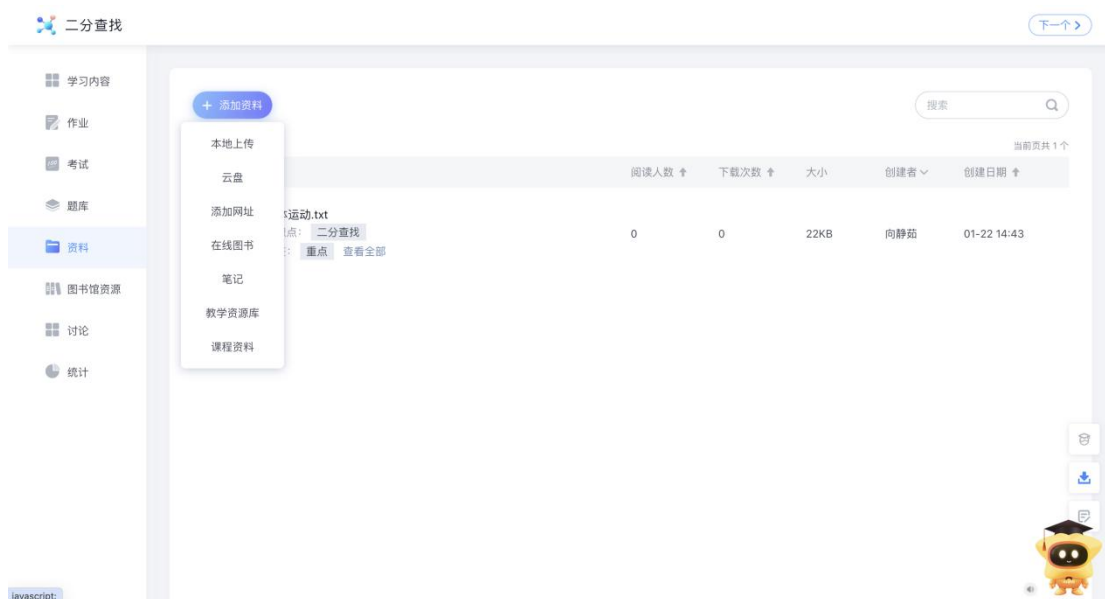 二分查找
下一个 >
学习内容
作业
考试
题库
资料
图书馆资源
讨论
统计
+ 添加资料
搜索
当前页共 1 个
本地上传
云盘
添加网址
在线图书
笔记
教学资源库
课程资料
阅读人数 下载次数 大小 创建者 创建日期
运动.txt
点: 二分查找
: 重点 查看全部
0 0 22KB 向静茹 01-22 14:43
javascript: